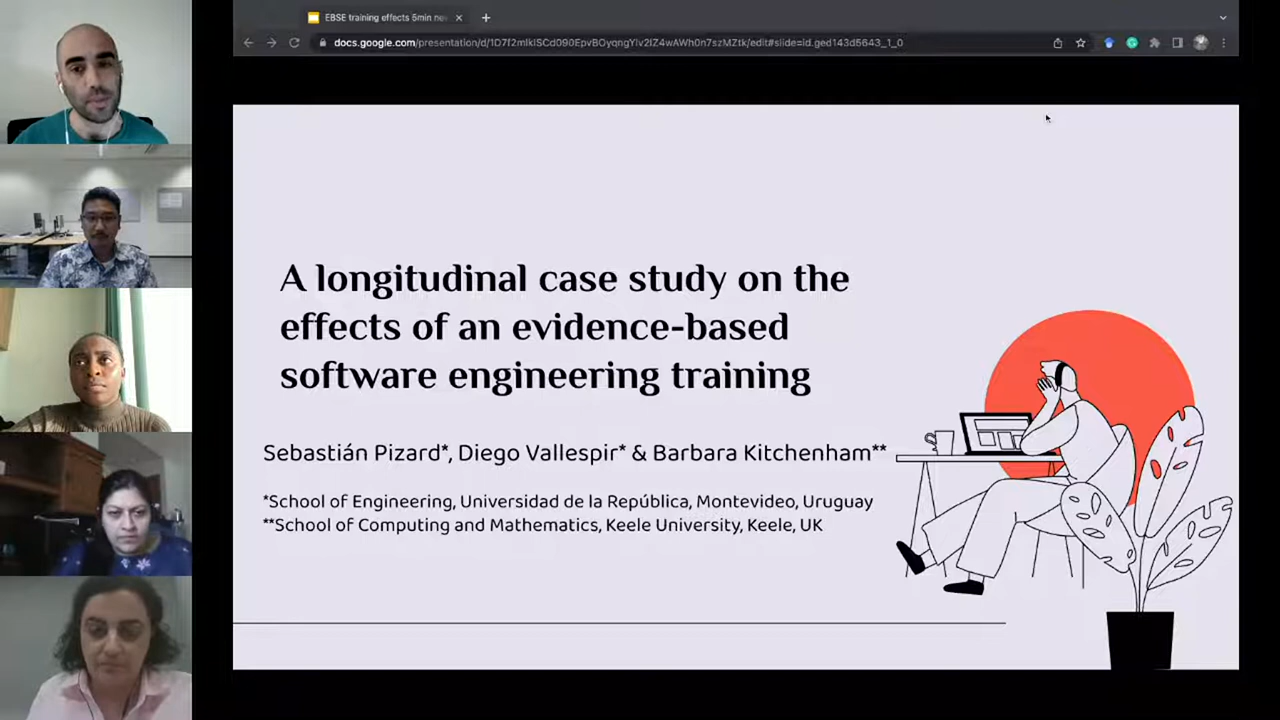 EBSE training effects 5min ne
docs.google.com/presentation/d/1O7f2mIkISCd090EpvBOyqngYlv2IZ4wAWh0n7szMZtk/edit#slide=id.ged143d5643_1_0
A longitudinal case study on the
effects of an evidence-based
software engineering training
Sebastián Pizard*, Diego Vallespir* & Barbara Kitchenham**
*School of Engineering, Universidad de la República, Montevideo, Uruguay
**School of Computing and Mathematics, Keele University, Keele, UK